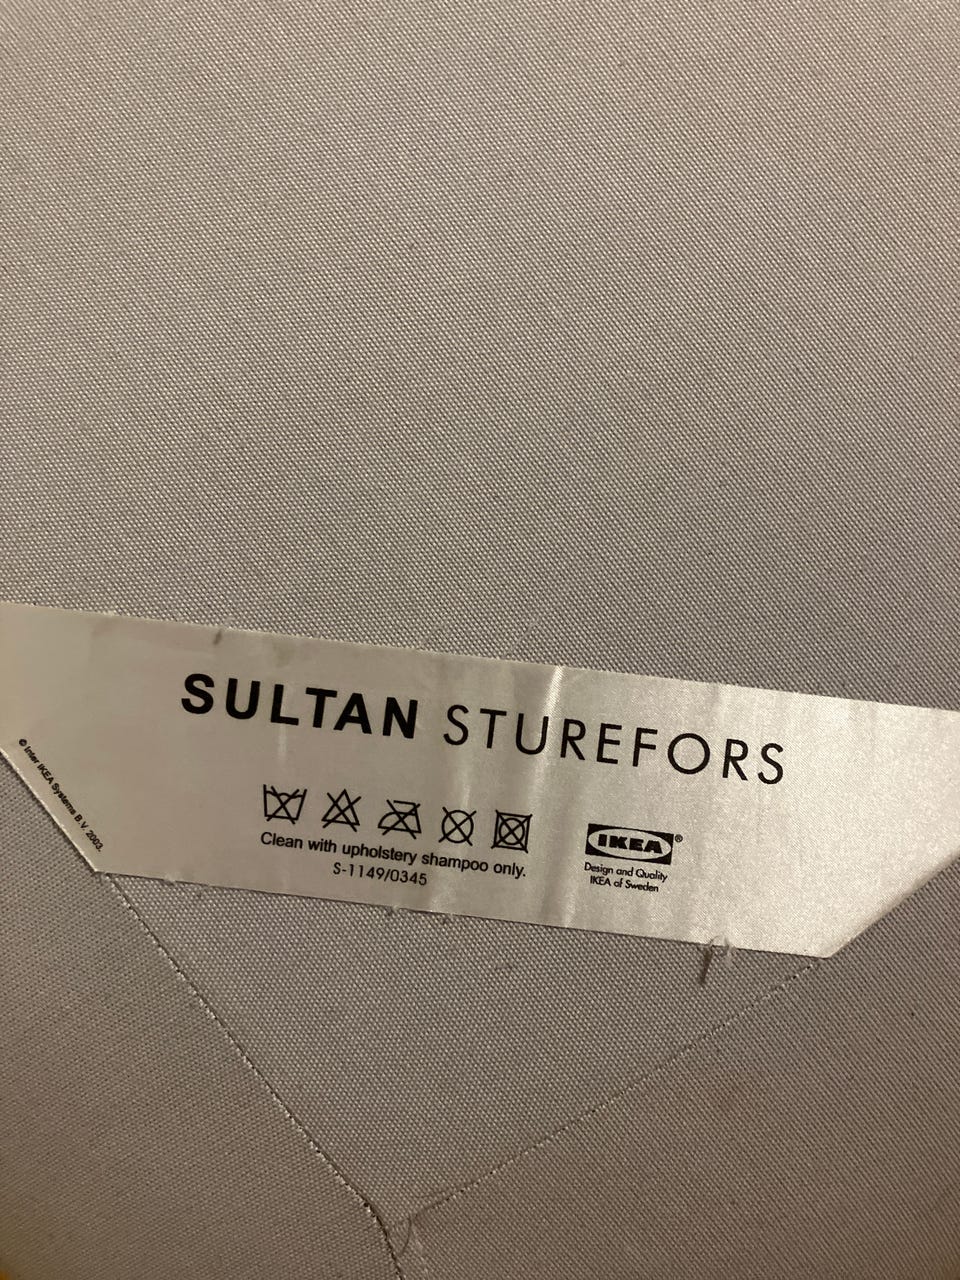 SULTAN STUREFORS
© Inter IKEA Systems B.V. 2003.
Clean with upholstery shampoo only.
S-1149/0345
IKEA®
Design and Quality
IKEA of Sweden